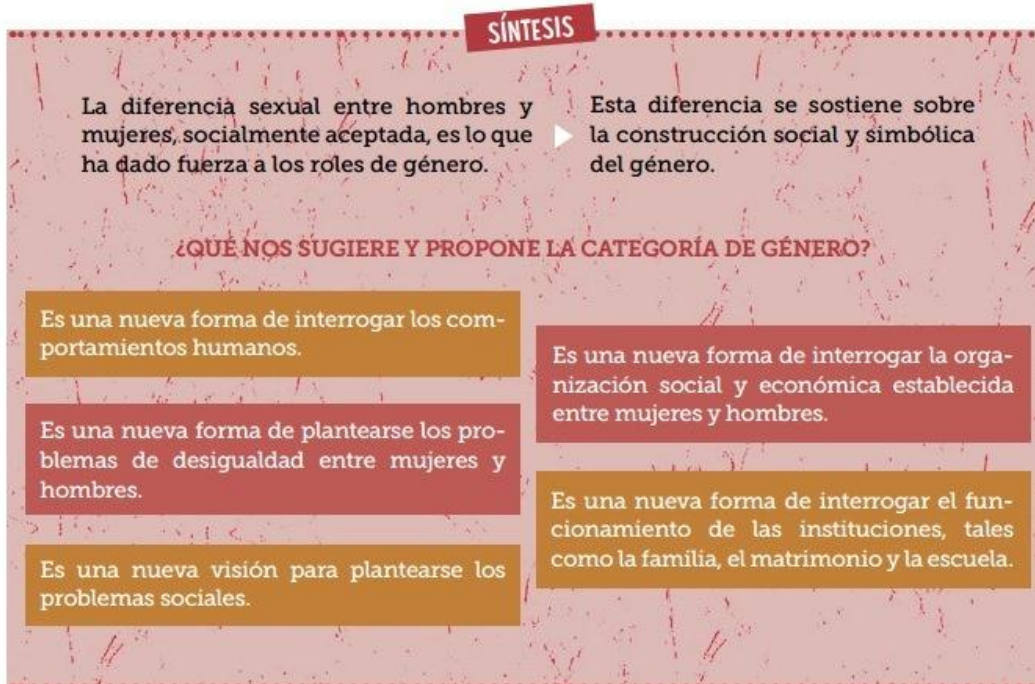 SÍNTESIS
La diferencia sexual entre hombres y
mujeres, socialmente aceptada, es lo que
ha dado fuerza a los roles de género.
Esta diferencia se sostiene sobre
la construcción social y simbólica
del género.
¿QUÉ NOS SUGIERE Y PROPONE LA CATEGORÍA DE GÉNERO?
Es una nueva forma de interrogar los com-
portamientos humanos.
Es una nueva forma de plantearse los pro-
blemas de desigualdad entre mujeres y
hombres.
Es una nueva visión para plantearse los
problemas sociales.
Es una nueva forma de interrogar la orga-
nización social y económica establecida
entre mujeres y hombres.
Es una nueva forma de interrogar el fun-
cionamiento de las instituciones, tales
como la familia, el matrimonio y la escuela.